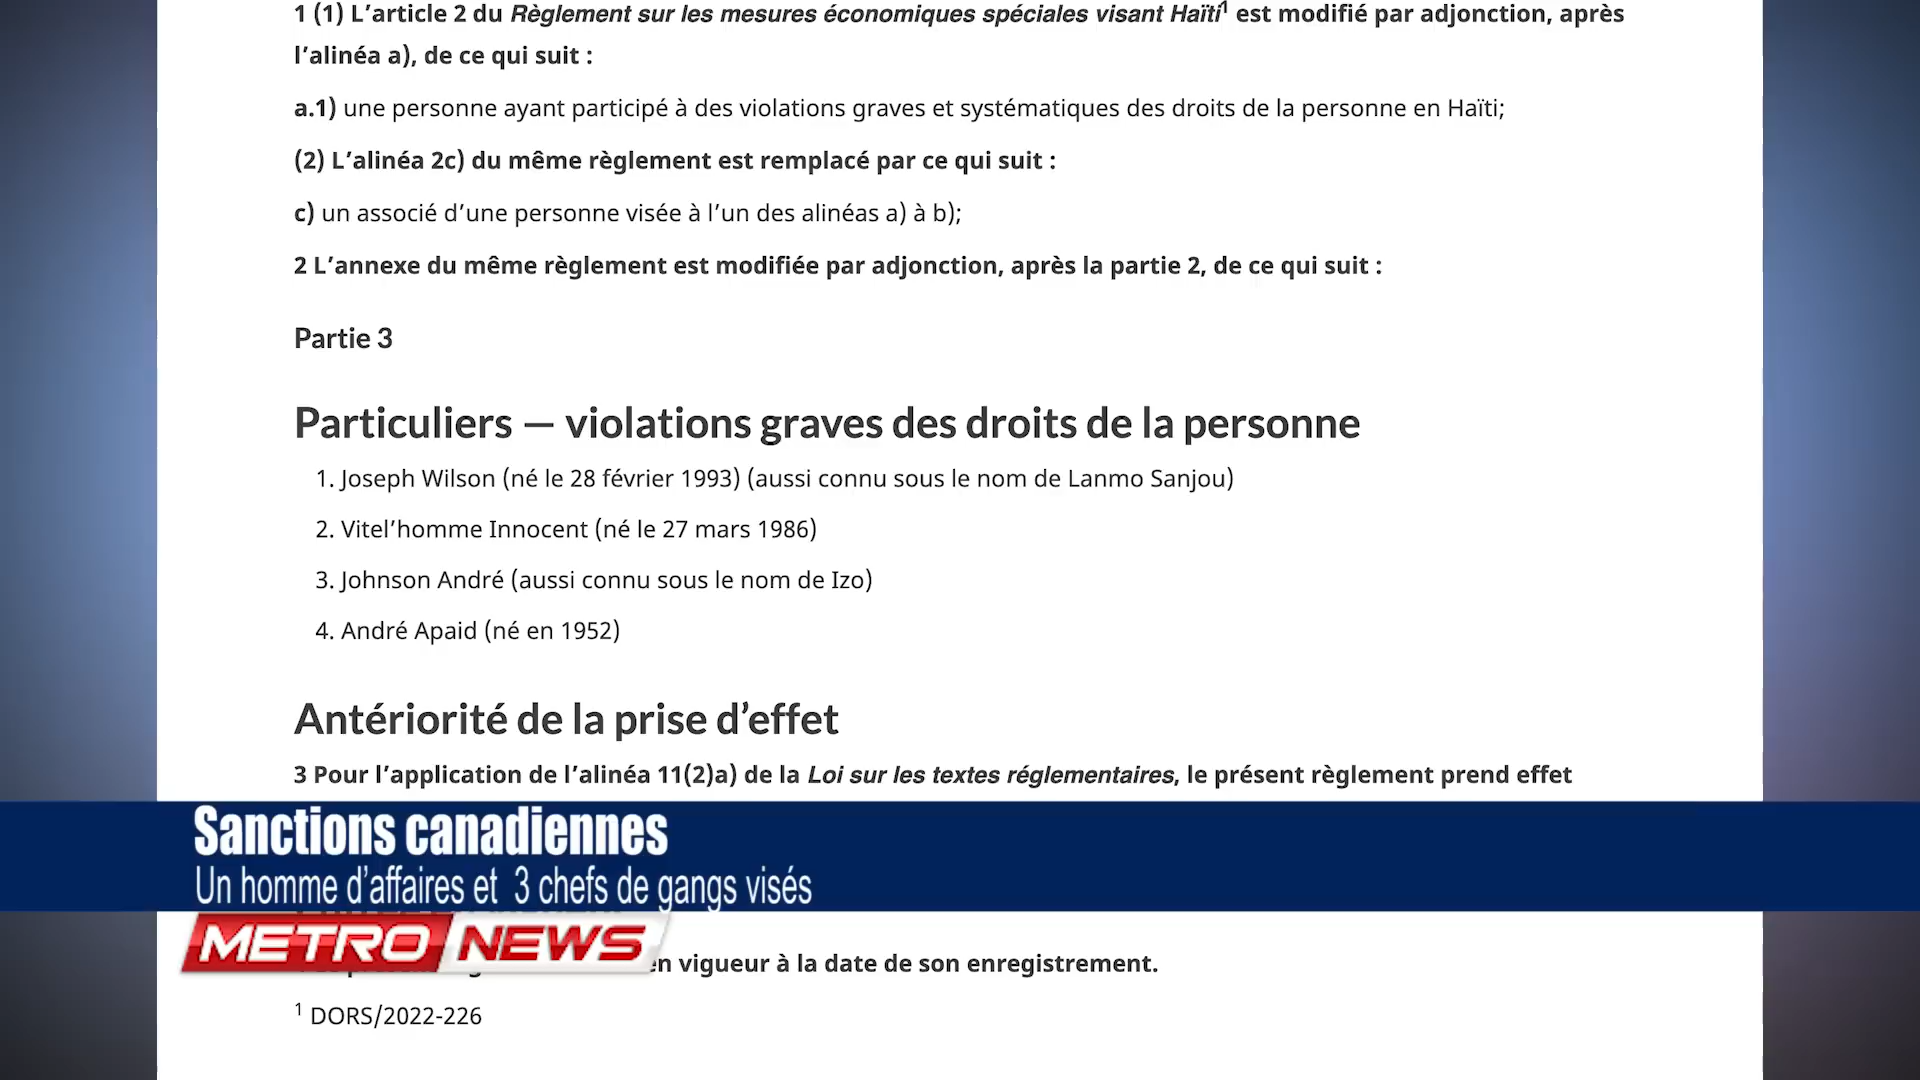 1 (1) L’article 2 du Règlement sur les mesures économiques spéciales visant Haïti¹ est modifié par adjonction, après
l’alinéa a), de ce qui suit :
a.1) une personne ayant participé à des violations graves et systématiques des droits de la personne en Haïti;
(2) L’alinéa 2c) du même règlement est remplacé par ce qui suit :
c) un associé d’une personne visée à l’un des alinéas a) à b);
2 L’annexe du même règlement est modifiée par adjonction, après la partie 2, de ce qui suit :
Partie 3
Particuliers — violations graves des droits de la personne
1. Joseph Wilson (né le 28 février 1993) (aussi connu sous le nom de Lanmo Sanjou)
2. Vitel’homme Innocent (né le 27 mars 1986)
3. Johnson André (aussi connu sous le nom de Izo)
4. André Apaid (né en 1952)
Antériorité de la prise d’effet
3 Pour l’application de l’alinéa 11(2)a) de la Loi sur les textes réglementaires, le présent règlement prend effet
Sanctions canadiennes
Un homme d’affaires et 3 chefs de gangs visés
METRO NEWS
en vigueur à la date de son enregistrement.
¹ DORS/2022-226